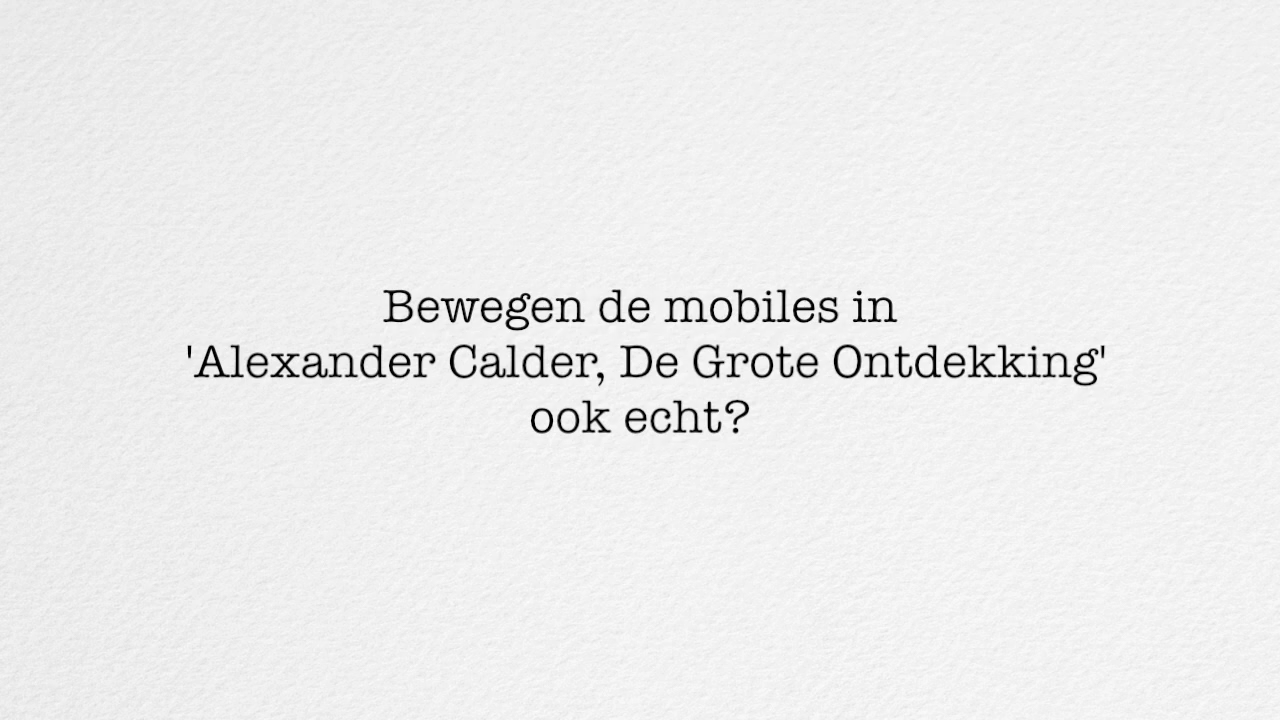 Bewegen de mobiles in
'Alexander Calder, De Grote Ontdekking'
ook echt?